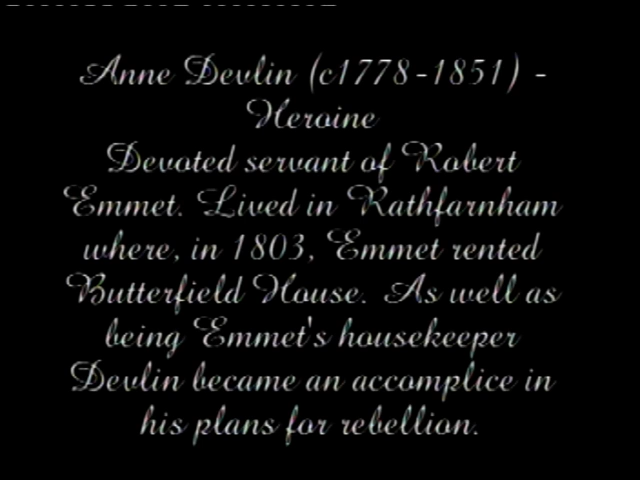 Anne Devlin (c1778-1851) -
Heroine
Devoted servant of Robert
Emmet. Lived in Rathfarnham
where, in 1803, Emmet rented
Butterfield House. As well as
being Emmet's housekeeper
Devlin became an accomplice in
his plans for rebellion.